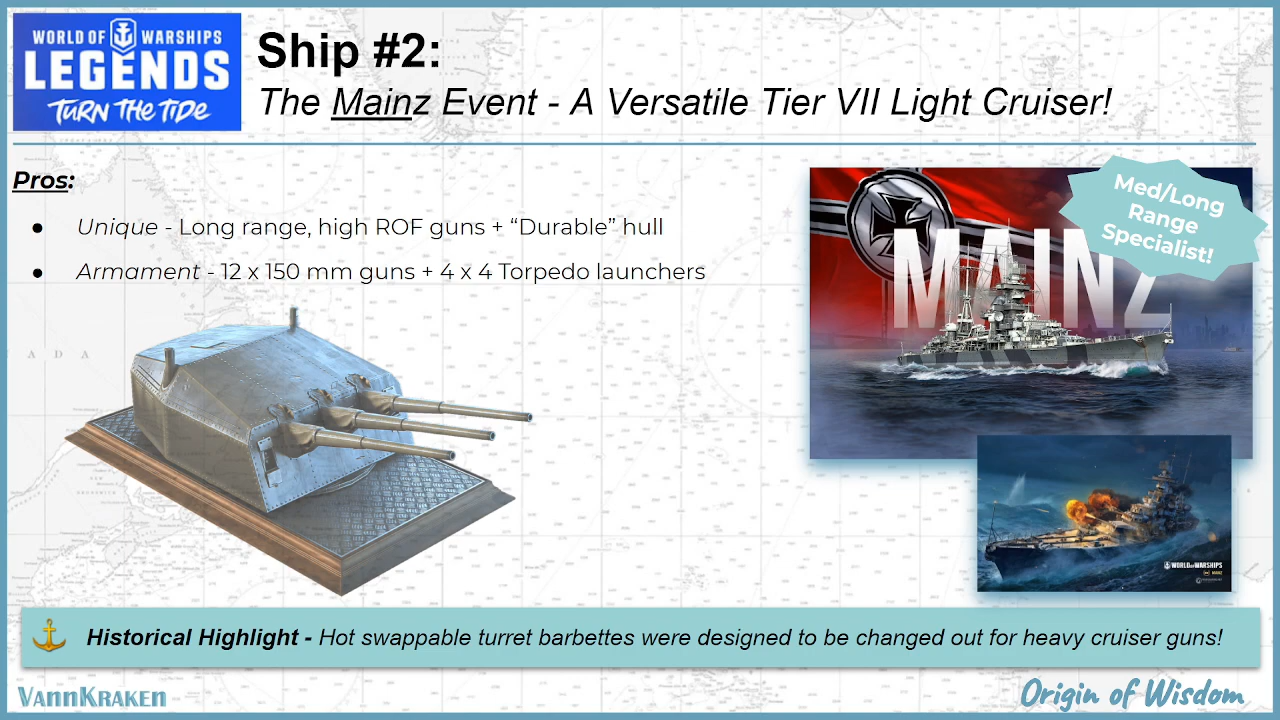 WORLD OF WARSHIPS
LEGENDS
TURN THE TIDE
Ship #2:
The Mainz Event - A Versatile Tier VII Light Cruiser!
Pros:
● Unique - Long range, high ROF guns + “Durable” hull
● Armament - 12 x 150 mm guns + 4 x 4 Torpedo launchers
MAINZ
Med/Long
Range
Specialist!
ADA
WORLD OF WARSHIPS
MAINZ
Historical Highlight - Hot swappable turret barbettes were designed to be changed out for heavy cruiser guns!
VannKraken
Origin of Wisdom